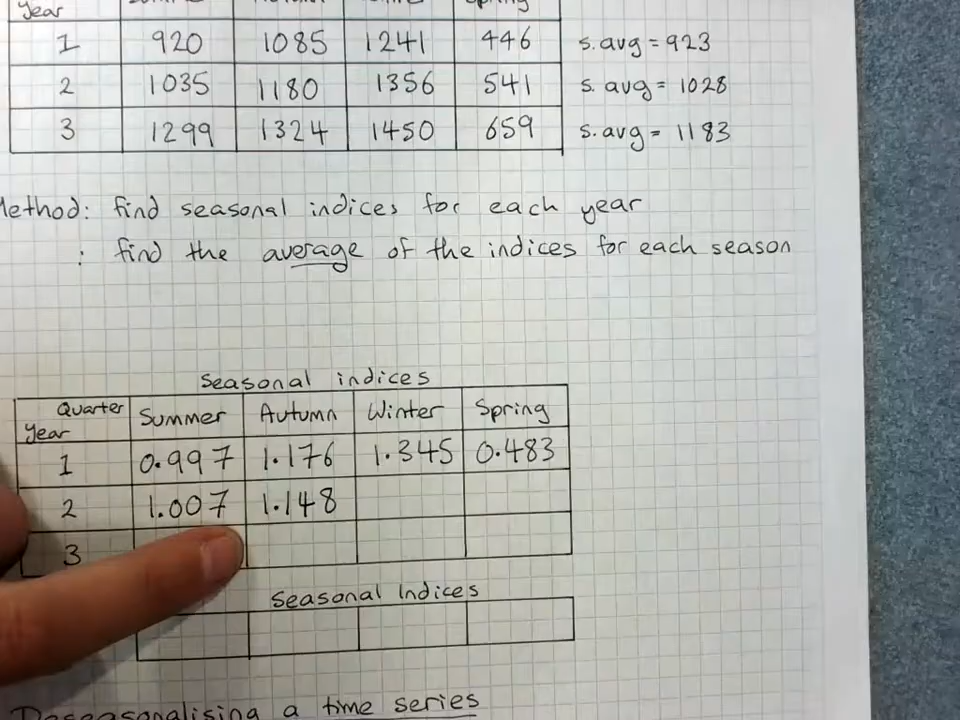 Year
1 920 1085 1241 446 s.avg = 923
2 1035 1180 1356 541 s. avg = 1028
3 1299 1324 1450 659 s.avg = 1183
Method: find seasonal indices for each year
: find the average of the indices for each season
Seasonal indices
Quarter Year Summer Autumn Winter Spring
1 0.997 1.176 1.345 0.483
2 1.007 1.148
3
Seasonal Indices
Deseasonalising a time series